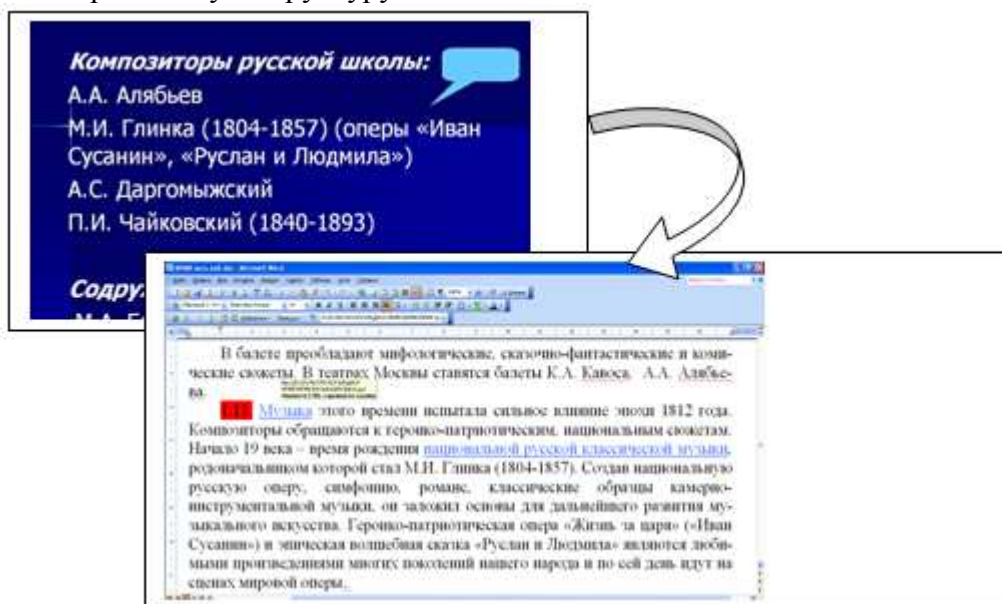 Композиторы русской школы:
А.А. Алябьев
М.И. Глинка (1804-1857) (оперы «Иван
Сусанин», «Руслан и Людмила»)
А.С. Даргомыжский
П.И. Чайковский (1840-1893)
В балете преобладают мифологические, сказочно-фантастические и коми-
ческие сюжеты. В театрах Москвы ставятся балеты К.А. Кавоса, А.А. Алябье-
ва.
Музыка этого времени испытала сильное влияние эпохи 1812 года.
Композиторы обращаются к героико-патриотическим, национальным сюжетам.
Начало 19 века – время рождения национальной русской классической музыки,
родоначальником которой стал М.И. Глинка (1804-1857). Создав национальную
русскую оперу, симфонию, романс, классические образцы камерно-
инструментальной музыки, он заложил основы для дальнейшего развития му-
зыкального искусства. Героико-патриотическая опера «Жизнь за царя» («Иван
Сусанин») и эпическая волшебная сказка «Руслан и Людмила» являются люби-
мыми произведениями многих поколений нашего народа и по сей день идут на
сценах мировой оперы.